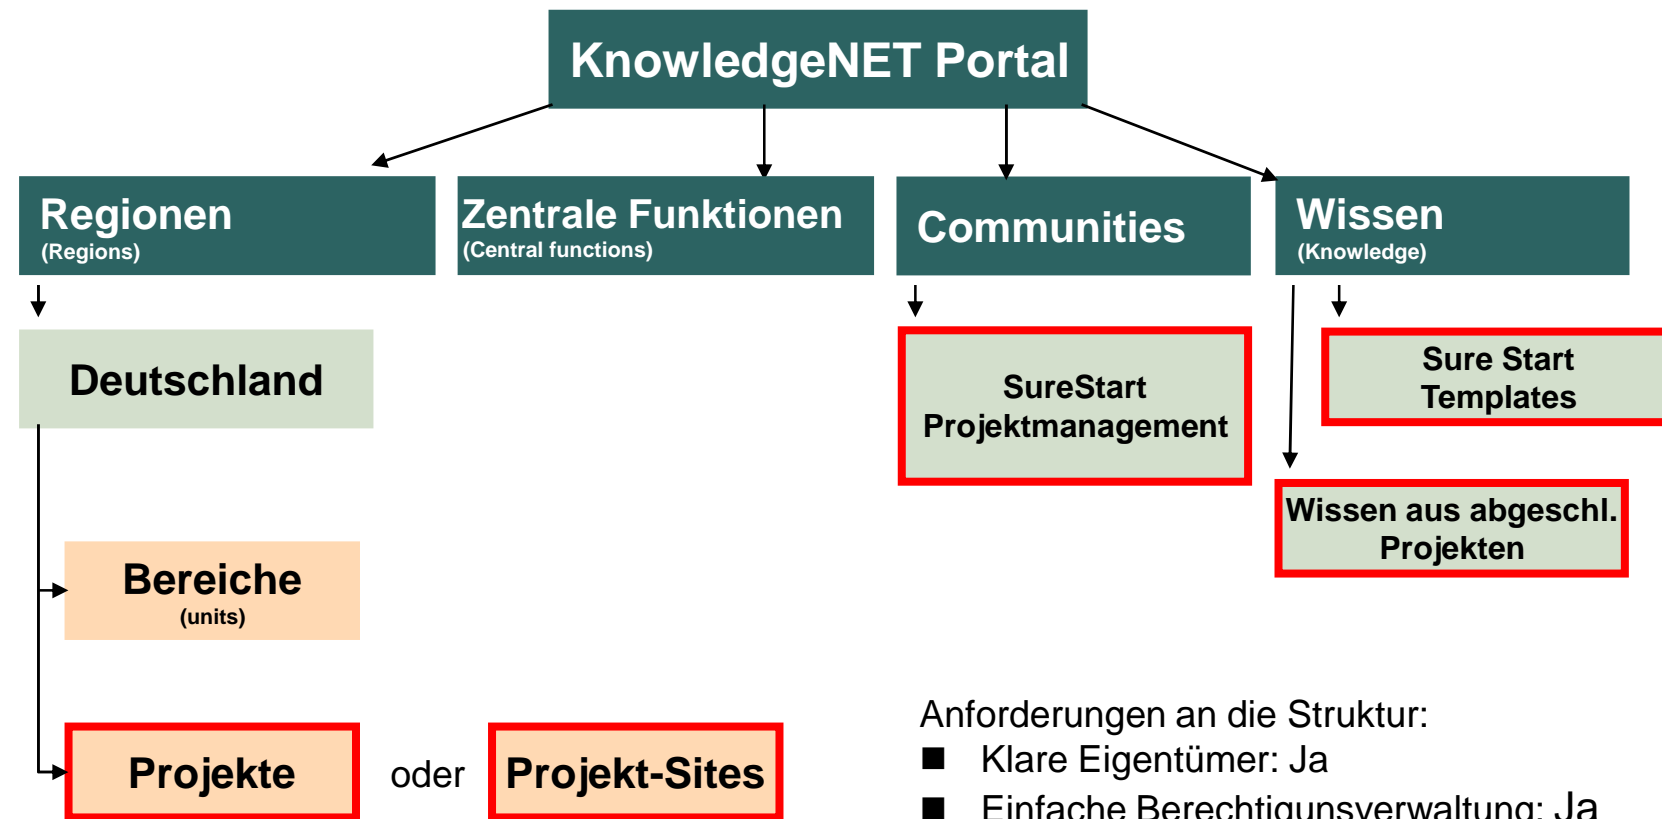 KnowledgeNET Portal
Regionen
(Regions)
Zentrale Funktionen
(Central functions)
Communities
Wissen
(Knowledge)
Deutschland
SureStart
Projektmanagement
Sure Start
Templates
Wissen aus abgeschl.
Projekten
Bereiche
(units)
Projekte
oder
Projekt-Sites
Anforderungen an die Struktur:
■ Klare Eigentümer: Ja
■ Einfache Berechtigunsverwaltung: Ja